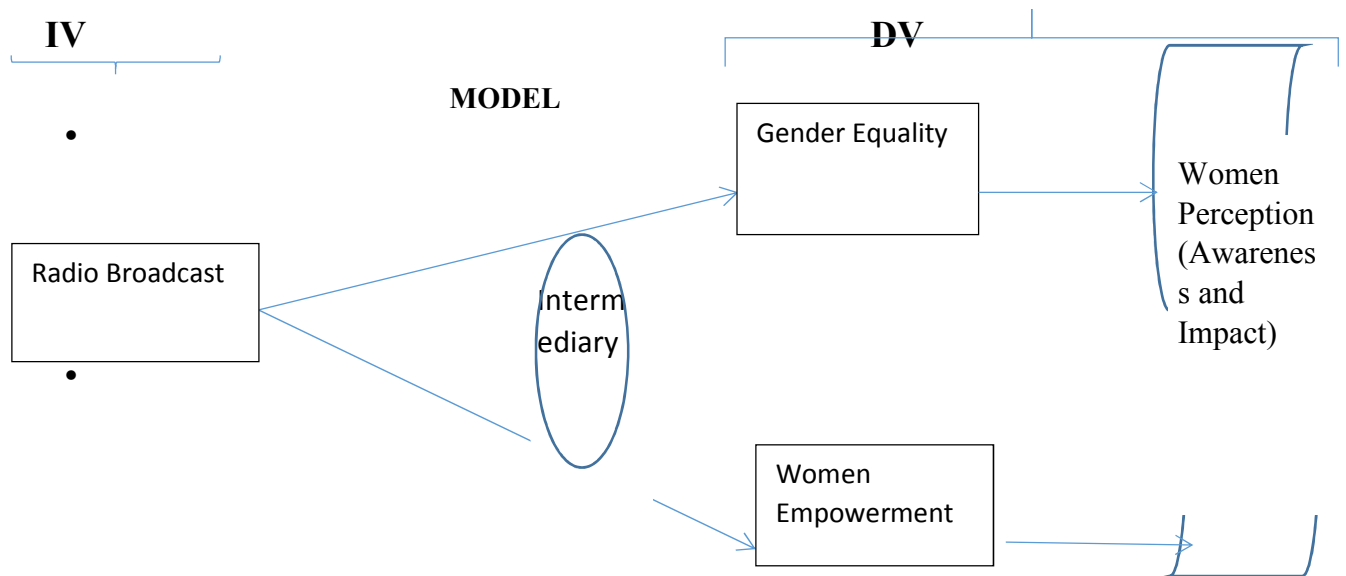 IV
DV
MODEL
•
Gender Equality
Women
Perception
(Awarenes
s and
Impact)
Radio Broadcast
Interm
ediary
•
Women
Empowerment